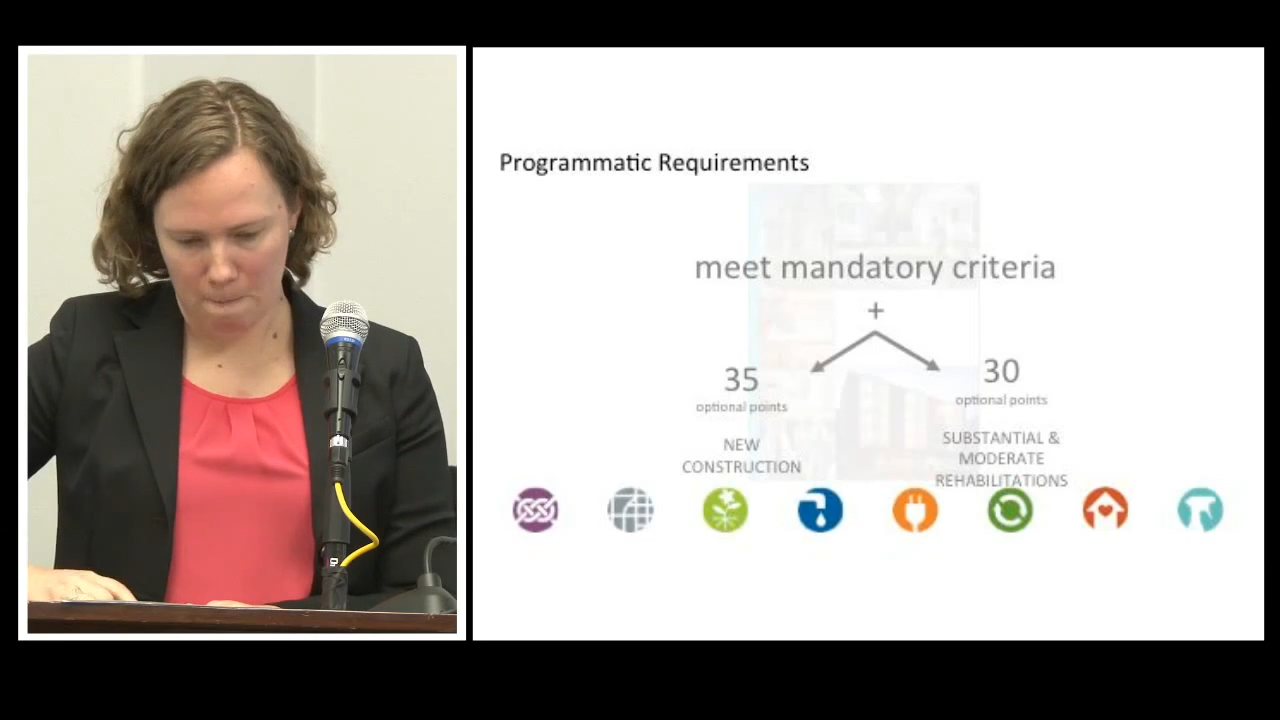 Programmatic Requirements
meet mandatory criteria
+
35
optional points
NEW
CONSTRUCTION
30
optional points
SUBSTANTIAL &
MODERATE
REHABILITATIONS